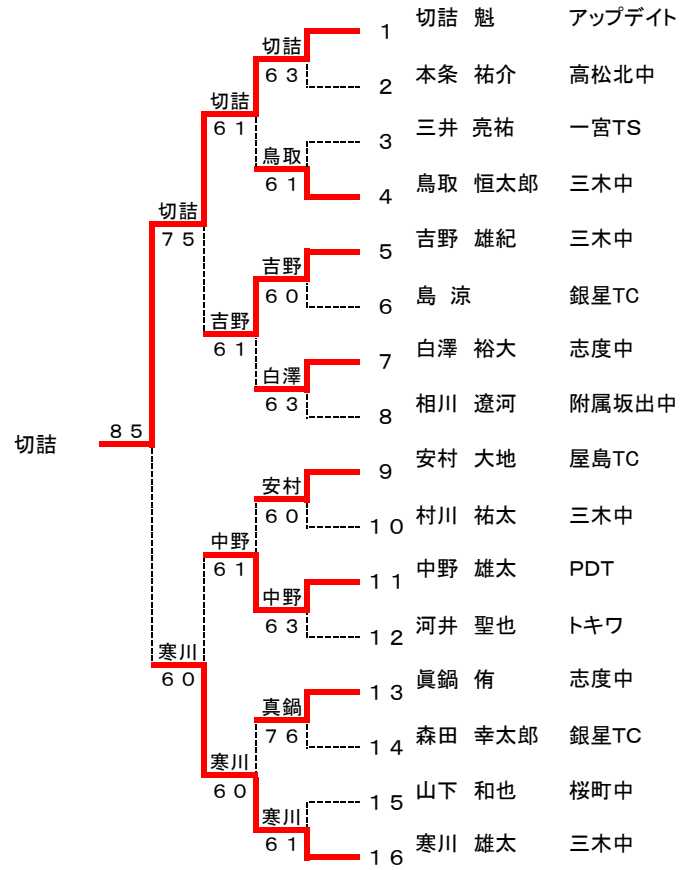 切詰 魁 アップデイト
1
切詰
63
本条 祐介 高松北中
2
切詰
61
三井 亮祐 一宮TS
3
鳥取
61
鳥取 恒太郎 三木中
4
切詰
75
吉野 雄紀 三木中
5
吉野
60
島 涼 銀星TC
6
吉野
61
白澤 裕大 志度中
7
白澤
63
相川 遼河 附属坂出中
8
85
切詰
安村 大地 屋島TC
9
安村
60
村川 祐太 三木中
10
中野
61
中野 雄太 PDT
11
中野
63
河井 聖也 トキワ
12
寒川
60
眞鍋 侑 志度中
13
真鍋
76
森田 幸太郎 銀星TC
14
寒川
60
山下 和也 桜町中
15
寒川
61
寒川 雄太 三木中
16